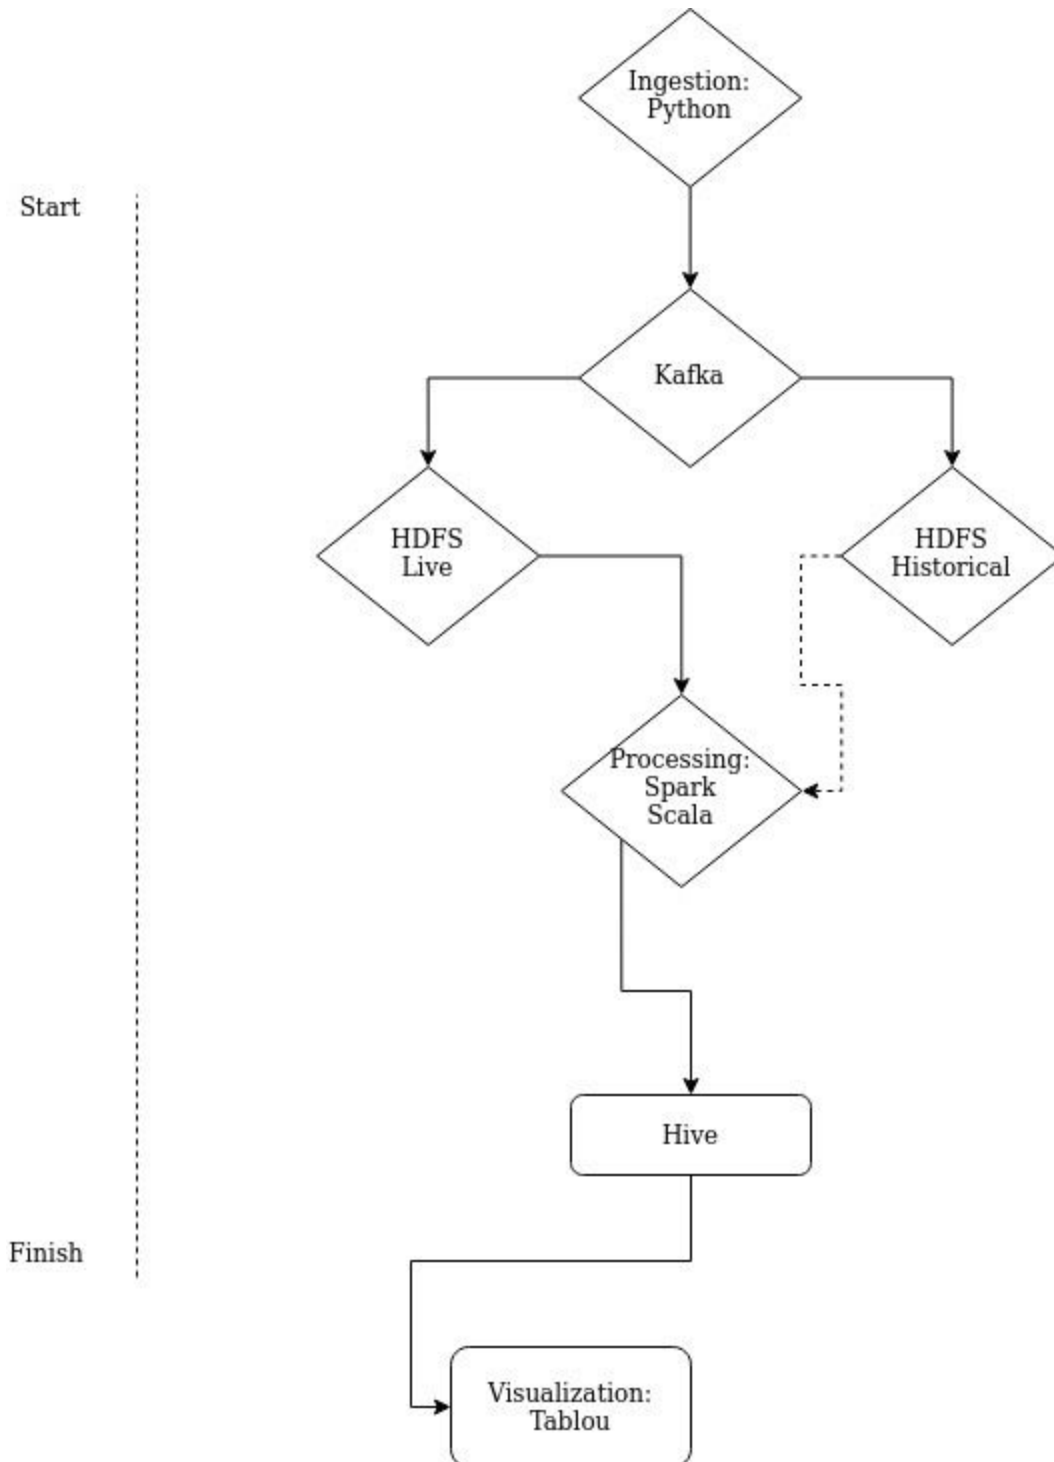 Ingestion:
Python
Start
Kafka
HDFS
Live
HDFS
Historical
Processing:
Spark
Scala
Hive
Finish
Visualization:
Tablou